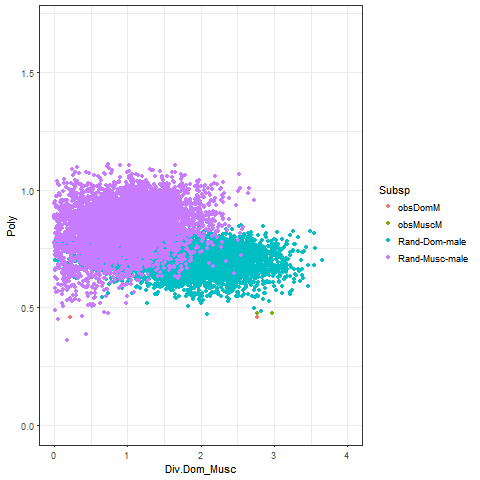 1.5
1.0
0.5
0.0
Poly
0
1
2
3
4
Div.Dom_Musc
Subsp
obsDomM
obsMuscM
Rand-Dom-male
Rand-Musc-male